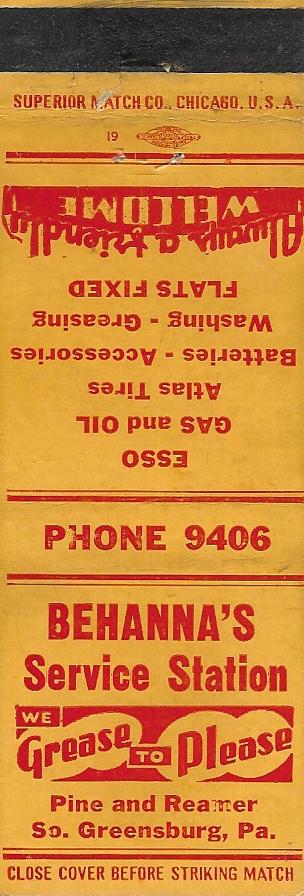 SUPERIOR MATCH CO., CHICAGO, U.S.A.
19
ESSO
GAS and OIL
Atlas Tires
Batteries - Accessories
Washing - Greasing
FLATS FIXED
Always a friendly
WELCOME
PHONE 9406
BEHANNA'S
Service Station
WE
Grease TO Please
Pine and Reamer
So. Greensburg, Pa.
CLOSE COVER BEFORE STRIKING MATCH